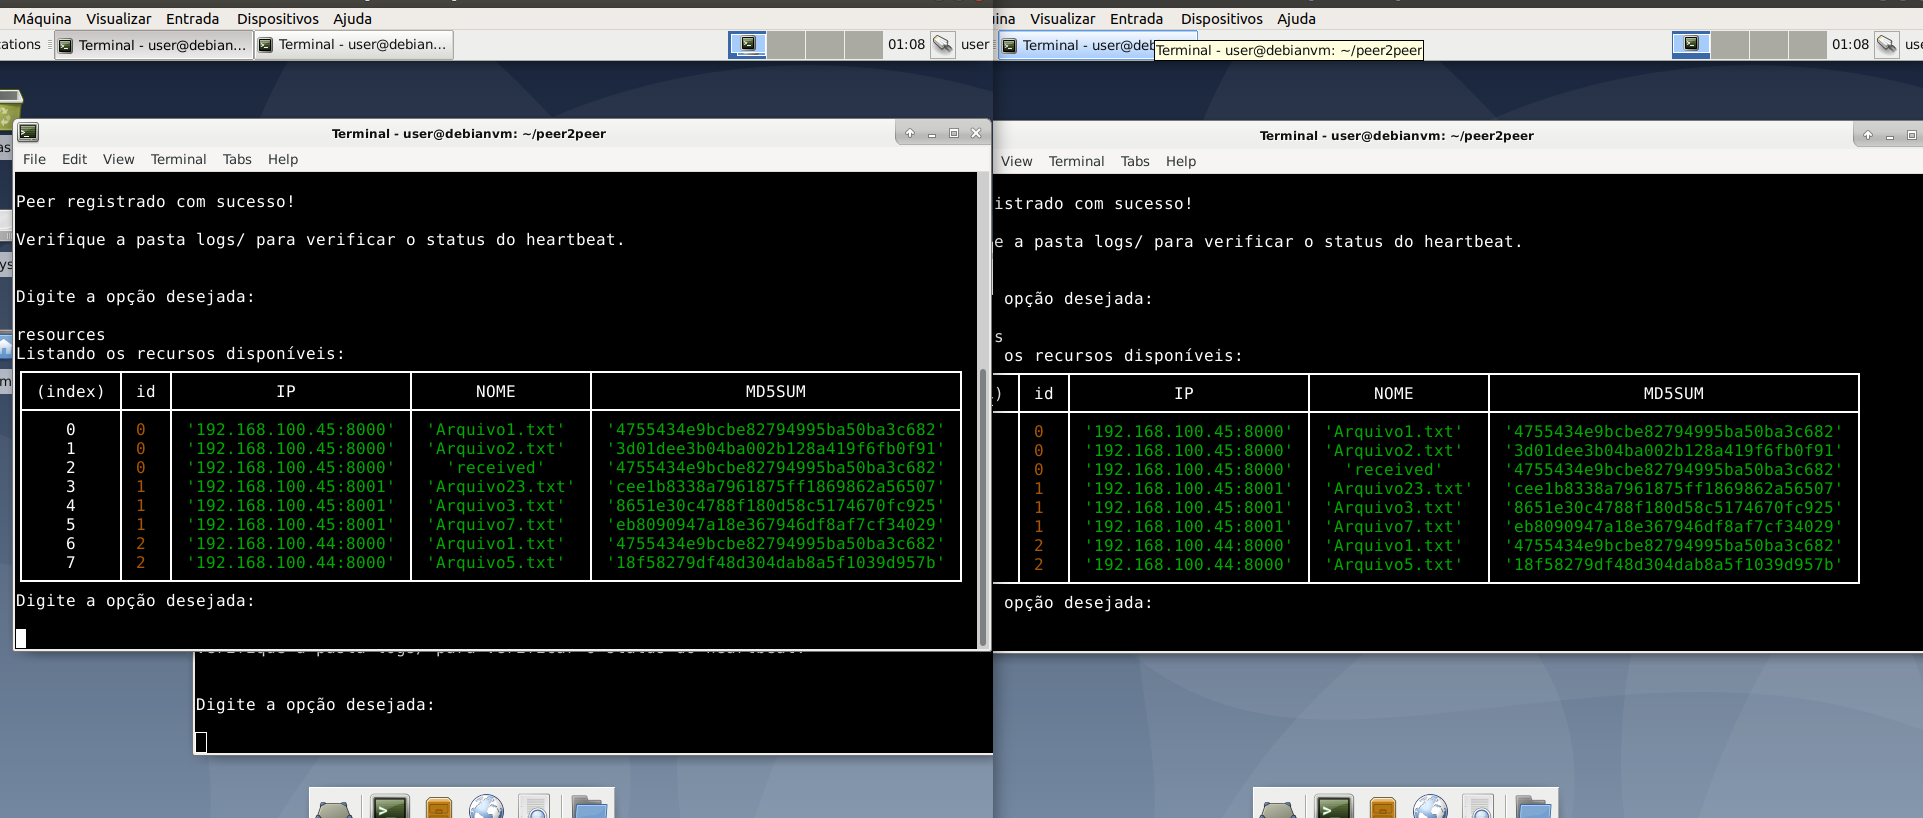 Máquina Visualizar Entrada Dispositivos Ajuda
Terminal - user@debian... Terminal - user@debian... 01:08 user
Terminal - user@debianvm: ~/peer2peer
File Edit View Terminal Tabs Help
Peer registrado com sucesso!
Verifique a pasta logs/ para verificar o status do heartbeat.
Digite a opção desejada:
resources
Listando os recursos disponíveis:
(index) id IP NOME MD5SUM
0 0 '192.168.100.45:8000' 'Arquivo1.txt' '4755434e9bcbe82794995ba50ba3c682'
1 0 '192.168.100.45:8000' 'Arquivo2.txt' '3d01dee3b04ba002b128a419f6fb0f91'
2 0 '192.168.100.45:8000' 'received' '4755434e9bcbe82794995ba50ba3c682'
3 1 '192.168.100.45:8001' 'Arquivo23.txt' 'cee1b8338a7961875ff1869862a56507'
4 1 '192.168.100.45:8001' 'Arquivo3.txt' '8651e30c4788f180d58c5174670fc925'
5 1 '192.168.100.45:8001' 'Arquivo7.txt' 'eb8090947a18e367946df8af7cf34029'
6 2 '192.168.100.44:8000' 'Arquivo1.txt' '4755434e9bcbe82794995ba50ba3c682'
7 2 '192.168.100.44:8000' 'Arquivo5.txt' '18f58279df48d304dab8a5f1039d957b'
Digite a opção desejada:
Digite a opção desejada:
Visualizar Entrada Dispositivos Ajuda
Terminal - user@deb 01:08
Terminal - user@debianvm: ~/peer2peer
Terminal - user@debianvm: ~/peer2peer
View Terminal Tabs Help
istrado com sucesso!
e a pasta logs/ para verificar o status do heartbeat.
opção desejada:
s
os recursos disponíveis:
) id IP NOME MD5SUM
0 '192.168.100.45:8000' 'Arquivo1.txt' '4755434e9bcbe82794995ba50ba3c682'
0 '192.168.100.45:8000' 'Arquivo2.txt' '3d01dee3b04ba002b128a419f6fb0f91'
0 '192.168.100.45:8000' 'received' '4755434e9bcbe82794995ba50ba3c682'
1 '192.168.100.45:8001' 'Arquivo23.txt' 'cee1b8338a7961875ff1869862a56507'
1 '192.168.100.45:8001' 'Arquivo3.txt' '8651e30c4788f180d58c5174670fc925'
1 '192.168.100.45:8001' 'Arquivo7.txt' 'eb8090947a18e367946df8af7cf34029'
2 '192.168.100.44:8000' 'Arquivo1.txt' '4755434e9bcbe82794995ba50ba3c682'
2 '192.168.100.44:8000' 'Arquivo5.txt' '18f58279df48d304dab8a5f1039d957b'
opção desejada: